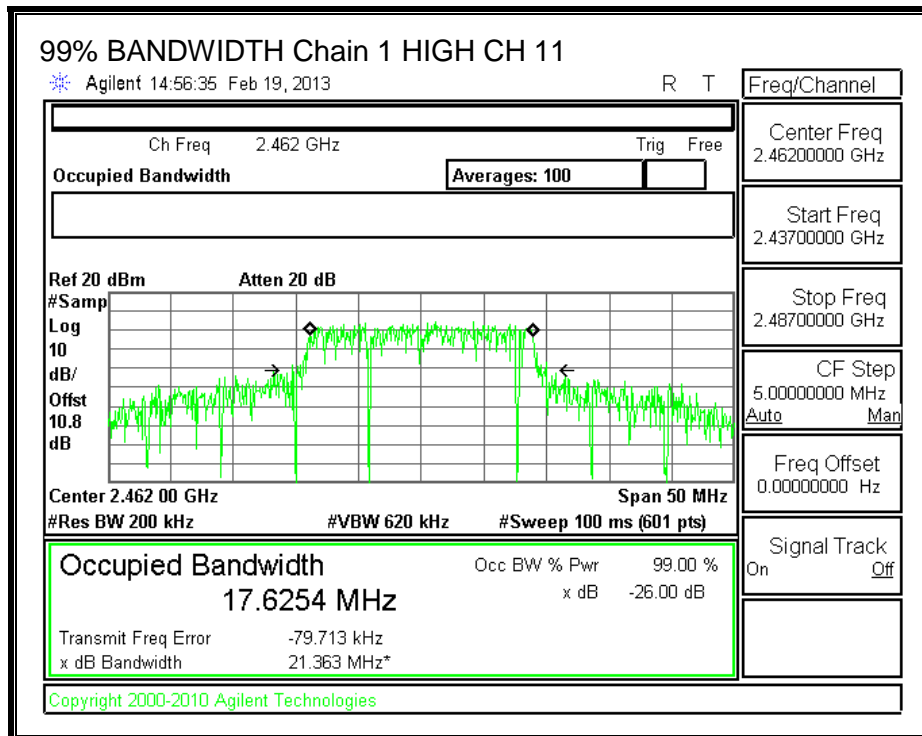 99% BANDWIDTH Chain 1 HIGH CH 11
Agilent 14:56:35 Feb 19, 2013 R T
Ch Freq 2.462 GHz Trig Free
Occupied Bandwidth Averages: 100
Ref 20 dBm Atten 20 dB
#Samp
Log
10
dB/
Offst
10.8
dB
Center 2.462 00 GHz Span 50 MHz
#Res BW 200 kHz #VBW 620 kHz #Sweep 100 ms (601 pts)
Occupied Bandwidth
17.6254 MHz
Occ BW % Pwr 99.00 %
x dB -26.00 dB
Transmit Freq Error -79.713 kHz
x dB Bandwidth 21.363 MHz*
Copyright 2000-2010 Agilent Technologies
Freq/Channel
Center Freq
2.46200000 GHz
Start Freq
2.43700000 GHz
Stop Freq
2.48700000 GHz
CF Step
5.00000000 MHz
Auto Man
Freq Offset
0.00000000 Hz
Signal Track
On Off